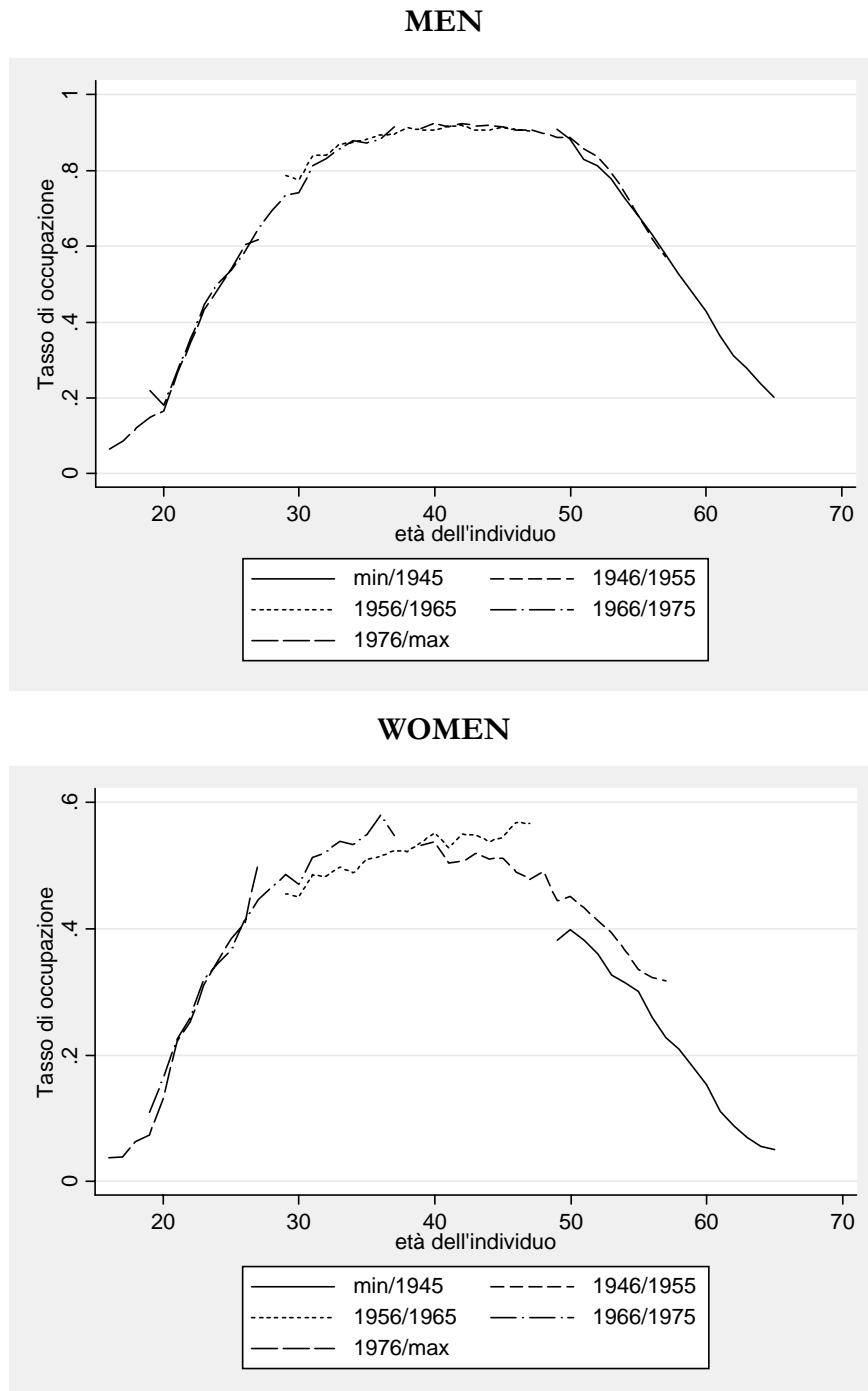 MEN
Tasso di occupazione
1
.8
.6
.4
.2
0
20 30 40 50 60 70
età dell'individuo
min/1945 1946/1955
1956/1965 1966/1975
1976/max
WOMEN
Tasso di occupazione
.6
.4
.2
0
20 30 40 50 60 70
età dell'individuo
min/1945 1946/1955
1956/1965 1966/1975
1976/max